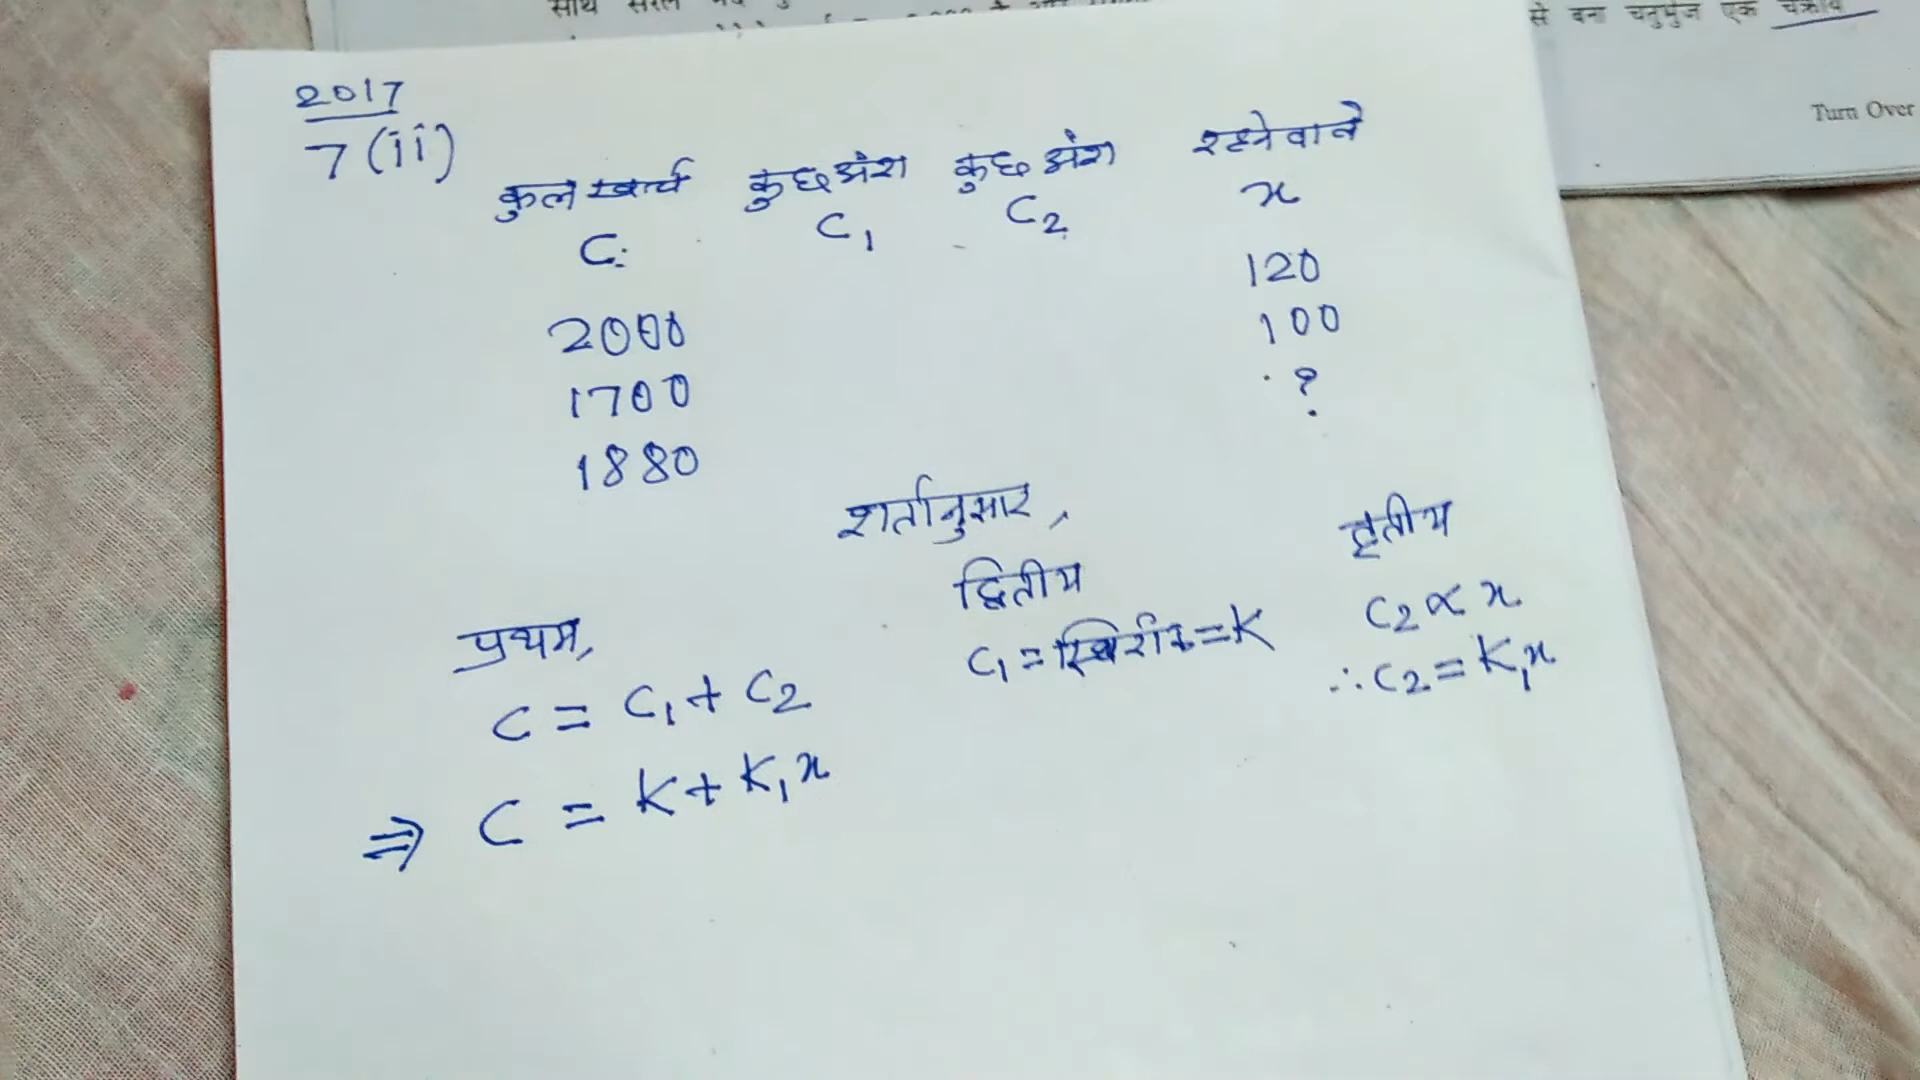 से बना चतुर्भुज एक चक्रीय
Turn Over
2017
7 (ii)
कुल खर्च कुछ अंश कुछ अंश रहनेवाले
C C₁ C₂ x
2000 120
1700 100
1880 ?
शर्तानुसार,
प्रथम, द्वितीय तृतीय
C = C₁ + C₂ C₁ = स्थिरांक = K C₂ ∝ x
∴ C₂ = K₁x
⇒ C = K + K₁x